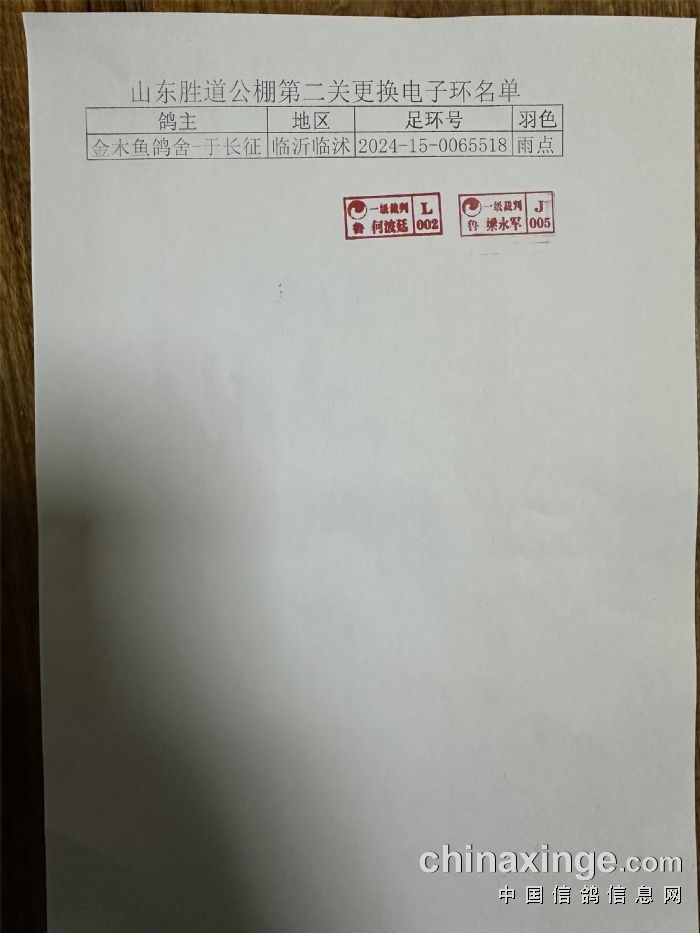 山东胜道公棚第二关更换电子环名单
鸽主 地区 足环号 羽色
金木鱼鸽舍-于长征 临沂临沭 2024-15-0065518 雨点
一级裁判 L
鲁 何波廷 002
一级裁判 J
鲁 梁永军 005
chinaxinge.com
中国信鸽信息网